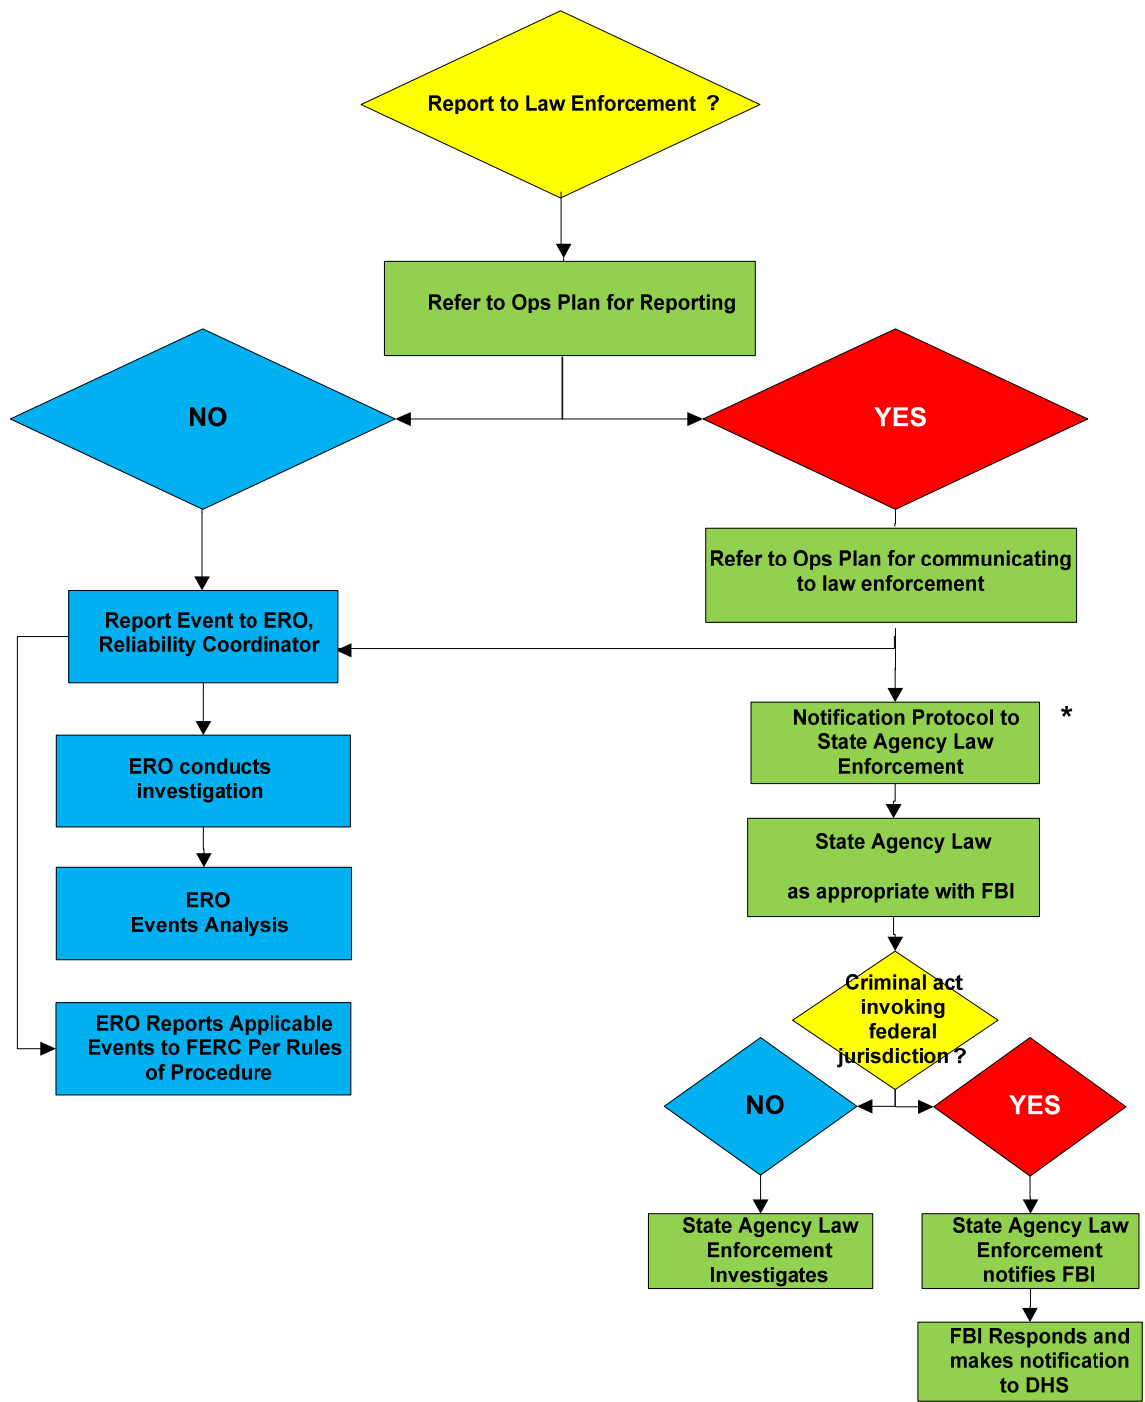 Report to Law Enforcement ?
Refer to Ops Plan for Reporting
NO
YES
Refer to Ops Plan for communicating
to law enforcement
Report Event to ERO,
Reliability Coordinator
Notification Protocol to
State Agency Law
Enforcement
*
ERO conducts
investigation
State Agency Law
as appropriate with FBI
ERO
Events Analysis
Criminal act
invoking
federal
jurisdiction ?
ERO Reports Applicable
Events to FERC Per Rules
of Procedure
NO
YES
State Agency Law
Enforcement
Investigates
State Agency Law
Enforcement
notifies FBI
FBI Responds and
makes notification
to DHS